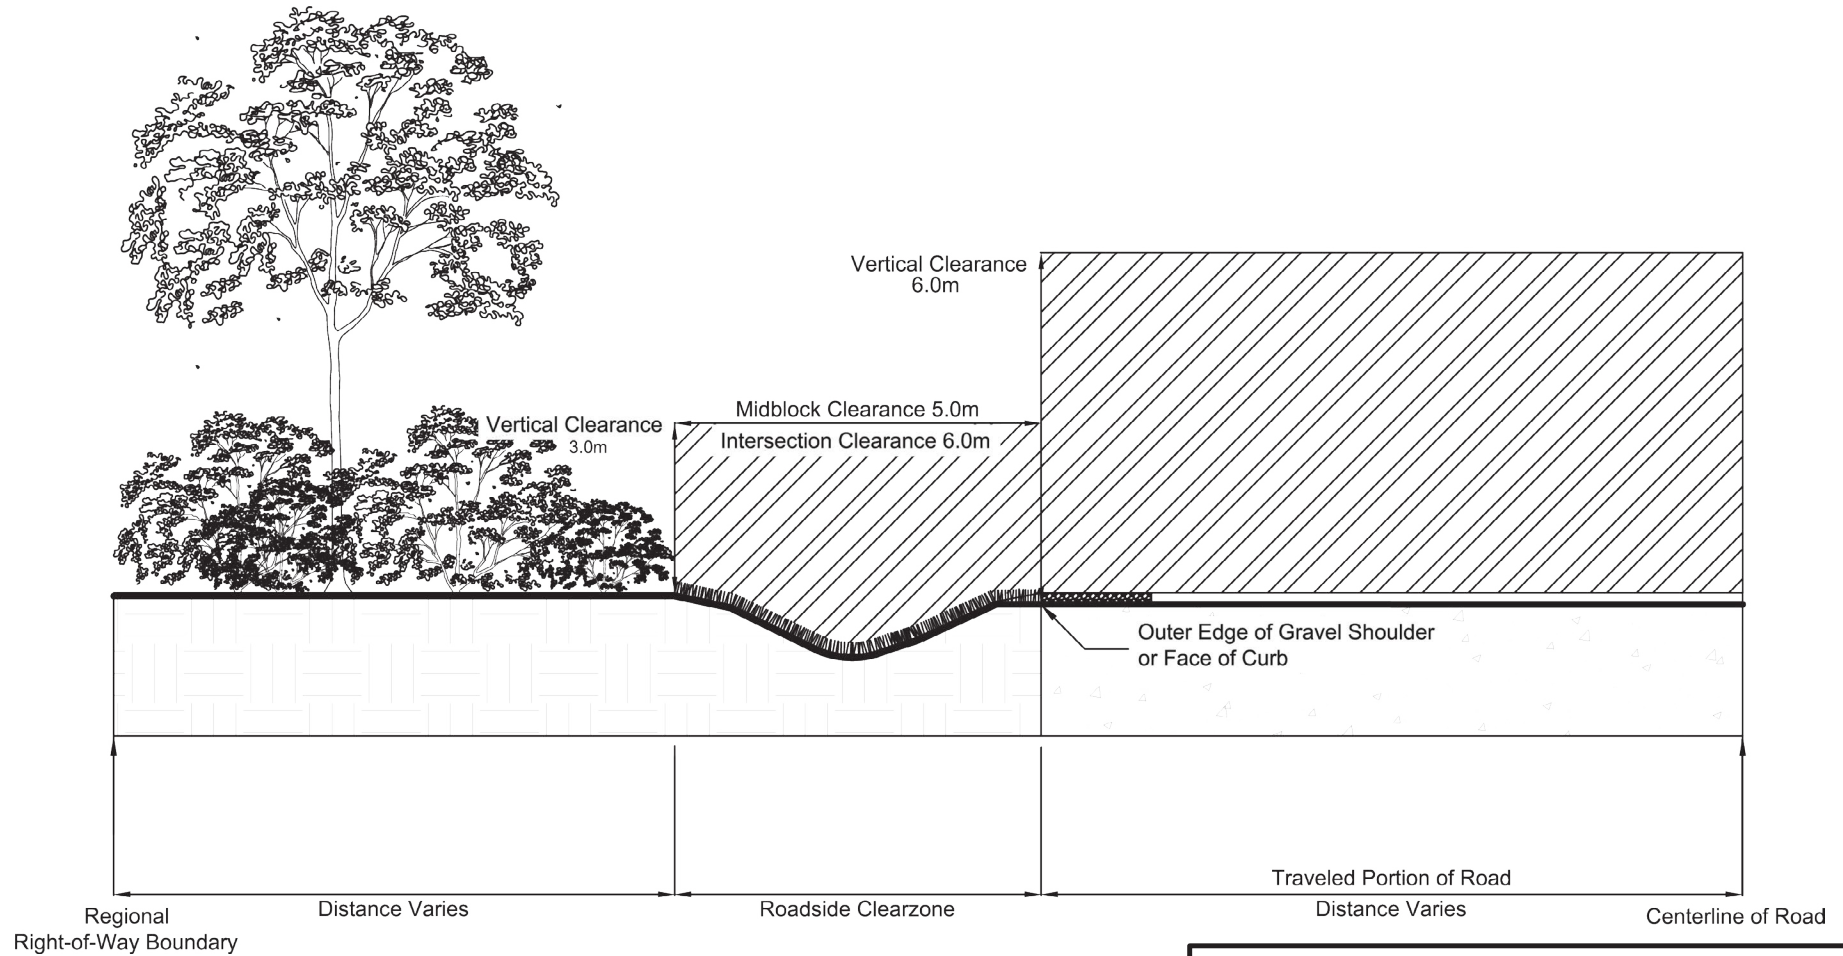 Vertical Clearance
6.0m
Midblock Clearance 5.0m
Vertical Clearance
3.0m
Intersection Clearance 6.0m
Outer Edge of Gravel Shoulder
or Face of Curb
Traveled Portion of Road
Regional
Right-of-Way Boundary
Distance Varies
Roadside Clearzone
Distance Varies
Centerline of Road